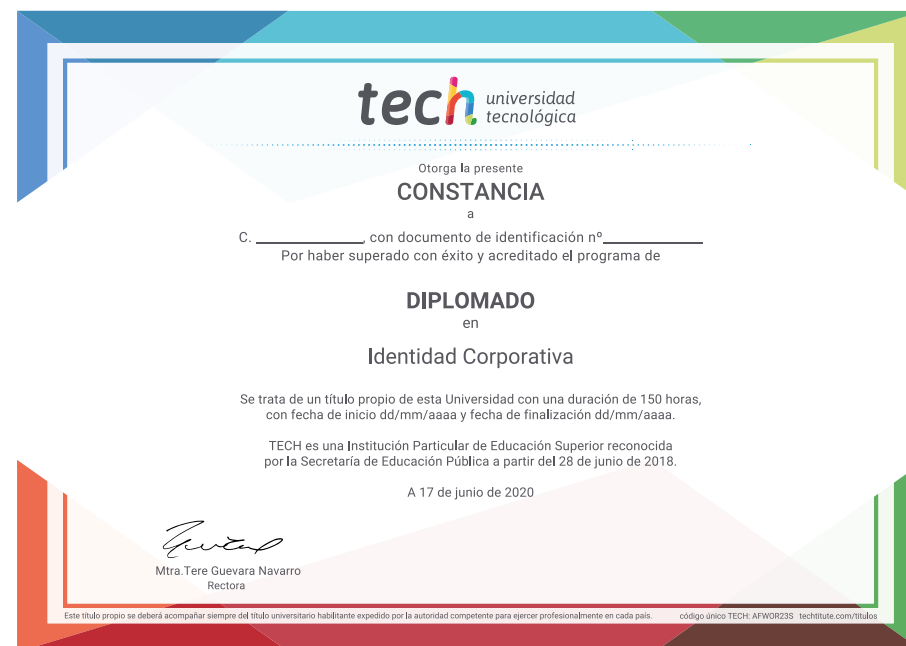 tech universidad
tecnológica
Otorga la presente
CONSTANCIA
a
C. ______________, con documento de identificación nº_____________
Por haber superado con éxito y acreditado el programa de
DIPLOMADO
en
Identidad Corporativa
Se trata de un título propio de esta Universidad con una duración de 150 horas,
con fecha de inicio dd/mm/aaaa y fecha de finalización dd/mm/aaaa.
TECH es una Institución Particular de Educación Superior reconocida
por la Secretaría de Educación Pública a partir del 28 de junio de 2018.
A 17 de junio de 2020
Mtra.Tere Guevara Navarro
Rectora
Este título propio se deberá acompañar siempre del título universitario habilitante expedido por la autoridad competente para ejercer profesionalmente en cada país. código único TECH: AFWOR23S techtitute.com/titulos